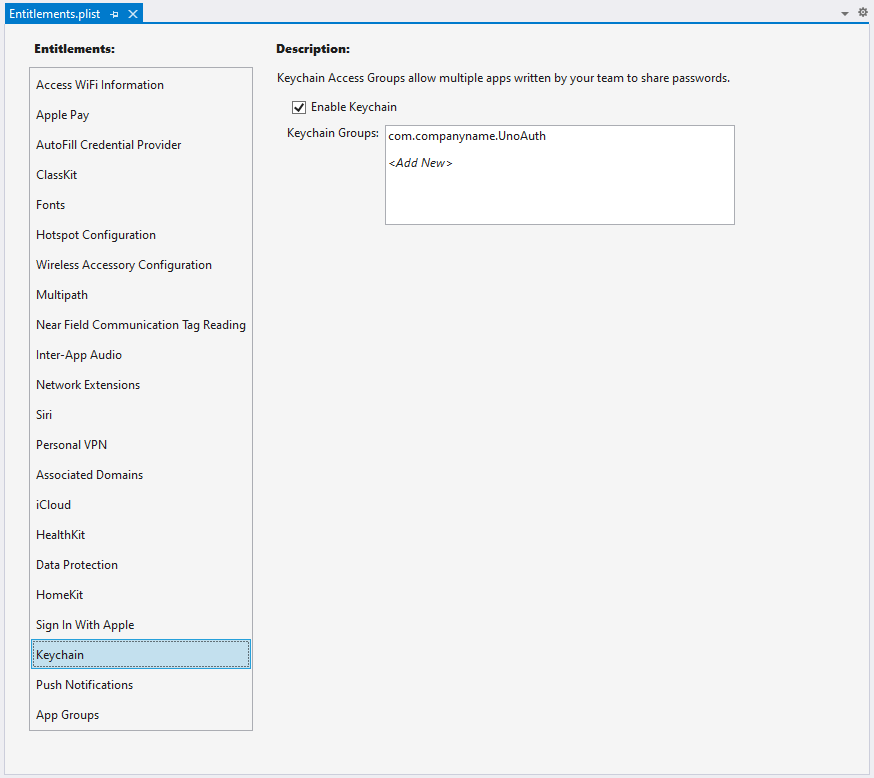 Entitlements.plist
Entitlements:
Access WiFi Information
Apple Pay
AutoFill Credential Provider
ClassKit
Fonts
Hotspot Configuration
Wireless Accessory Configuration
Multipath
Near Field Communication Tag Reading
Inter-App Audio
Network Extensions
Siri
Personal VPN
Associated Domains
iCloud
HealthKit
Data Protection
HomeKit
Sign In With Apple
Keychain
Push Notifications
App Groups
Description:
Keychain Access Groups allow multiple apps written by your team to share passwords.
Enable Keychain
Keychain Groups: com.companyname.UnoAuth
<Add New>